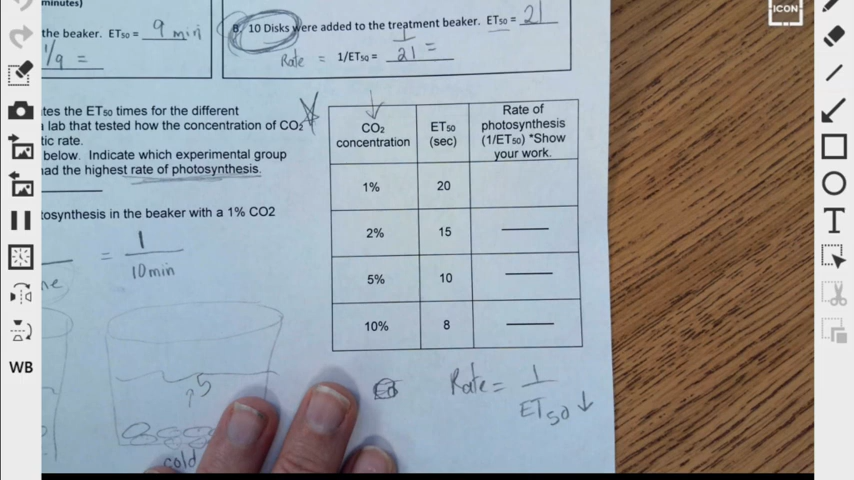 minutes)
the beaker. ET50 = 9 min
1/9 =
B. 10 Disks were added to the treatment beaker. ET50 = 21
Rate = 1/ET50 = 1/21 =
tes the ET50 times for the different
lab that tested how the concentration of CO2
tic rate.
below. Indicate which experimental group
ad the highest rate of photosynthesis.
tosynthesis in the beaker with a 1% CO2
= 1
10 min
CO2 concentration ET50 (sec) Rate of photosynthesis (1/ET50) *Show your work.
1% 20
2% 15
5% 10
10% 8
Rate = 1
ET50 ↓
cold
ICON
T
WB